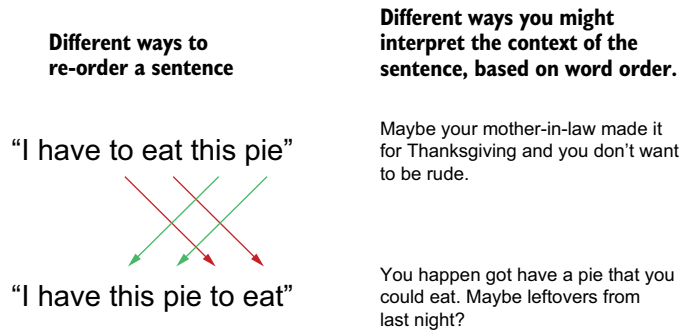 Different ways to
re-order a sentence
Different ways you might
interpret the context of the
sentence, based on word order.
“I have to eat this pie”
Maybe your mother-in-law made it
for Thanksgiving and you don’t want
to be rude.
“I have this pie to eat”
You happen got have a pie that you
could eat. Maybe leftovers from
last night?